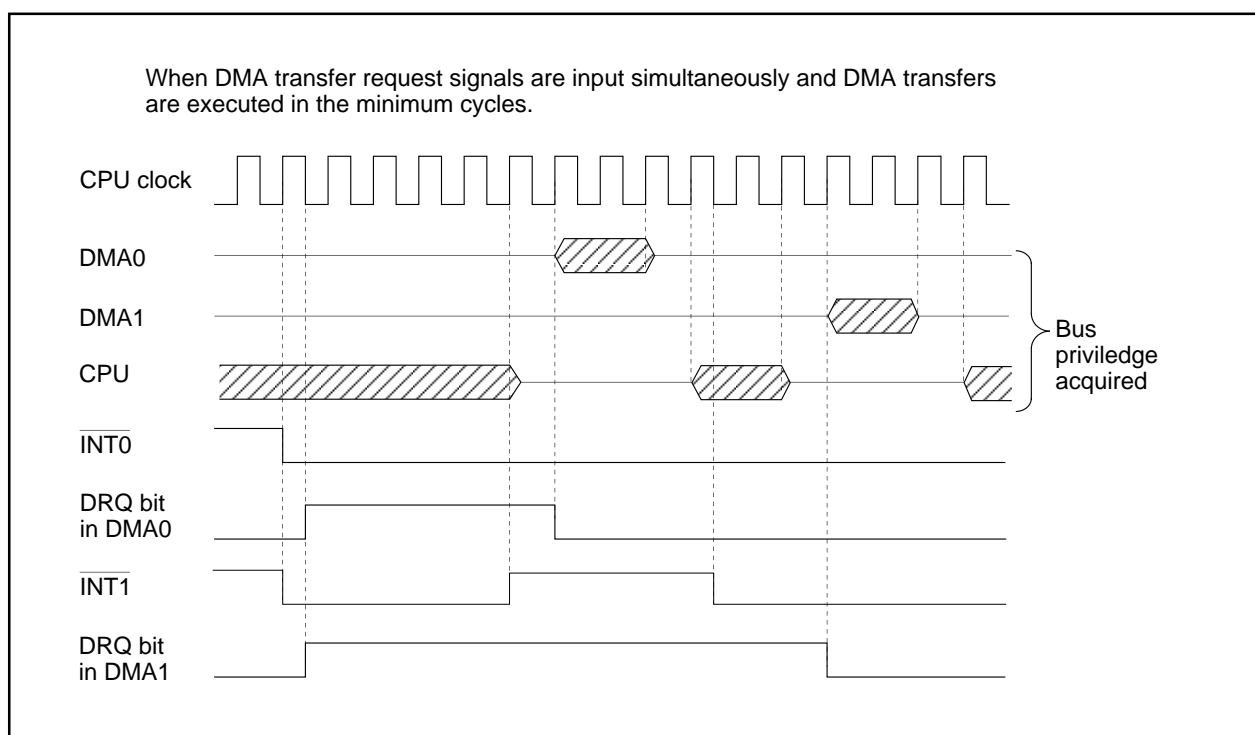 When DMA transfer request signals are input simultaneously and DMA transfers
are executed in the minimum cycles.
CPU clock
DMA0
DMA1
CPU
Bus
priviledge
acquired
INT0
DRQ bit
in DMA0
INT1
DRQ bit
in DMA1